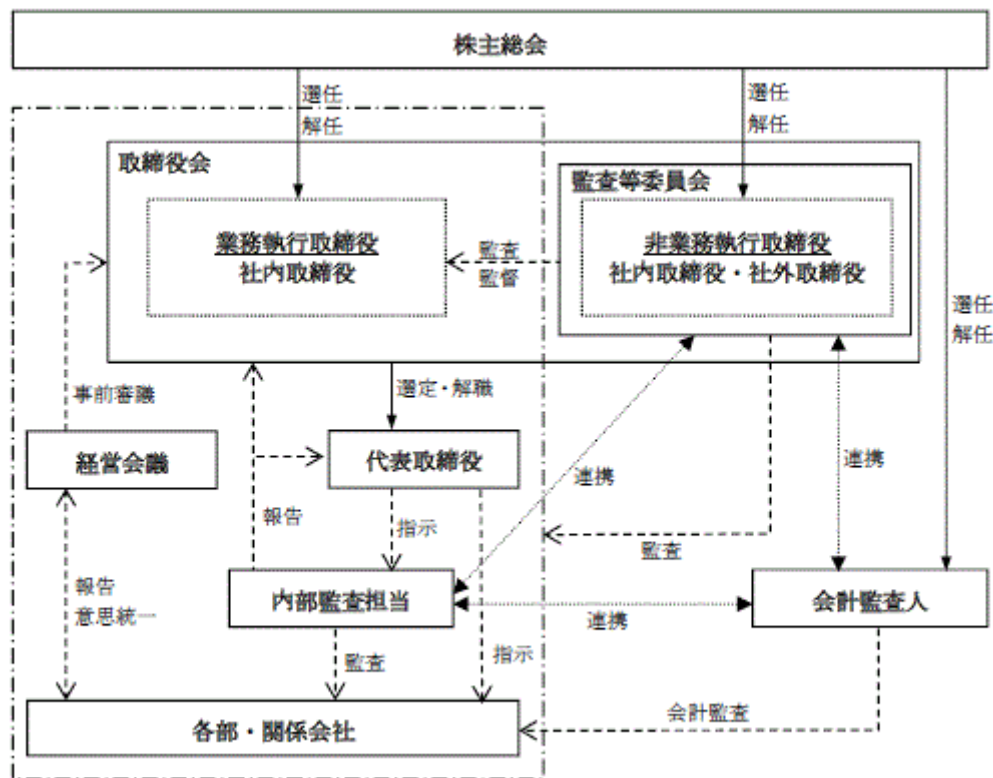 株主総会
選任
解任
選任
解任
取締役会
監査等委員会
業務執行取締役
社内取締役
監査
監督
非業務執行取締役
社内取締役・社外取締役
選任
解任
事前審議
選定・解職
経営会議
代表取締役
連携
連携
報告
指示
監査
報告
意思統一
内部監査担当
連携
会計監査人
監査
指示
各部・関係会社
会計監査